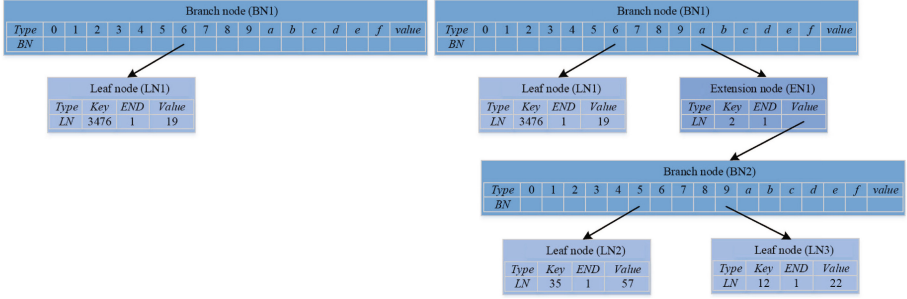 Branch node (BN1)
Type 0 1 2 3 4 5 6 7 8 9 a b c d e f value
BN
Leaf node (LN1)
Type Key END Value
LN 3476 1 19
Branch node (BN1)
Type 0 1 2 3 4 5 6 7 8 9 a b c d e f value
BN
Leaf node (LN1)
Type Key END Value
LN 3476 1 19
Extension node (EN1)
Type Key END Value
LN 2 1
Branch node (BN2)
Type 0 1 2 3 4 5 6 7 8 9 a b c d e f value
BN
Leaf node (LN2)
Type Key END Value
LN 35 1 57
Leaf node (LN3)
Type Key END Value
LN 12 1 22